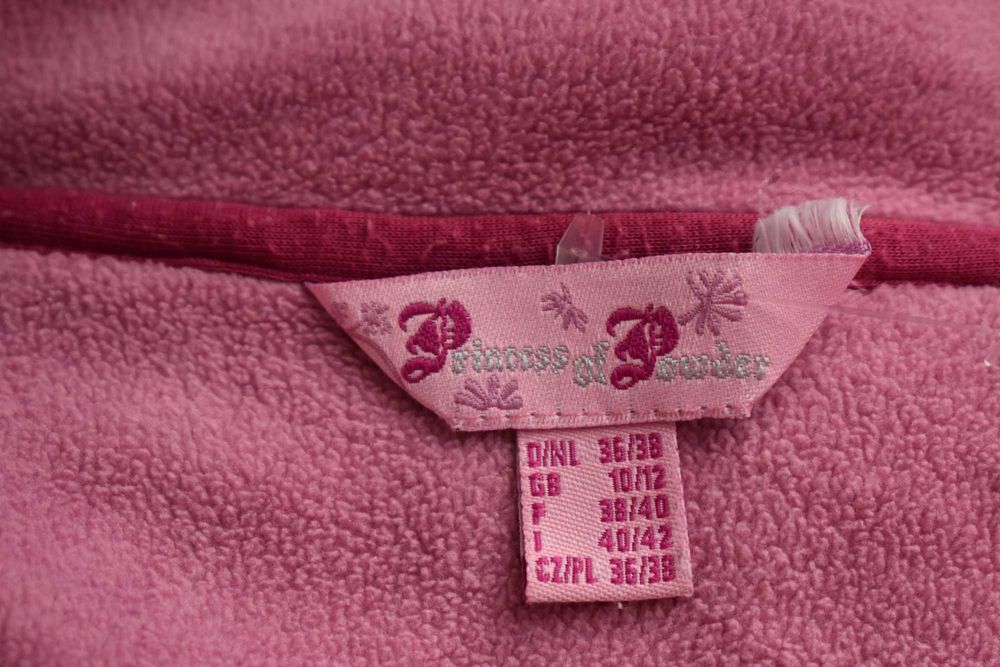 Princess of Powder
D/NL 36/38
GB 10/12
F 38/40
I 40/42
CZ/PL 36/38